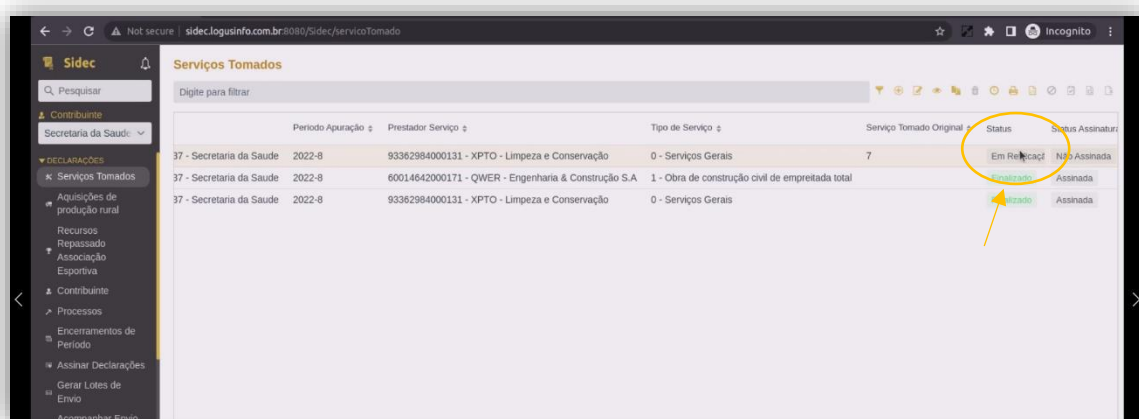 Not secure | sidec.logusinfo.com.br:8080/Sidec/servicoTomado
Incognito
Sidec
Pesquisar
Contribuinte
Secretaria da Saude
DECLARAÇÕES
Serviços Tomados
Aquisições de
produção rural
Recursos
Repassado
Associação
Esportiva
Contribuinte
Processos
Encerramentos de
Período
Assinar Declarações
Gerar Lotes de
Envio
Acompanhar Envio
Serviços Tomados
Digite para filtrar
Período Apuração Prestador Serviço Tipo de Serviço Serviço Tomado Original Status Status Assinatura
37 - Secretaria da Saude 2022-8 93362984000131 - XPTO - Limpeza e Conservação 0 - Serviços Gerais 7 Em Não Assinada
37 - Secretaria da Saude 2022-8 60014642000171 - QWER - Engenharia & Construção S.A 1 - Obra de construção civil de empreitada total Finalizado Assinada
37 - Secretaria da Saude 2022-8 93362984000131 - XPTO - Limpeza e Conservação 0 - Serviços Gerais Finalizado Assinada